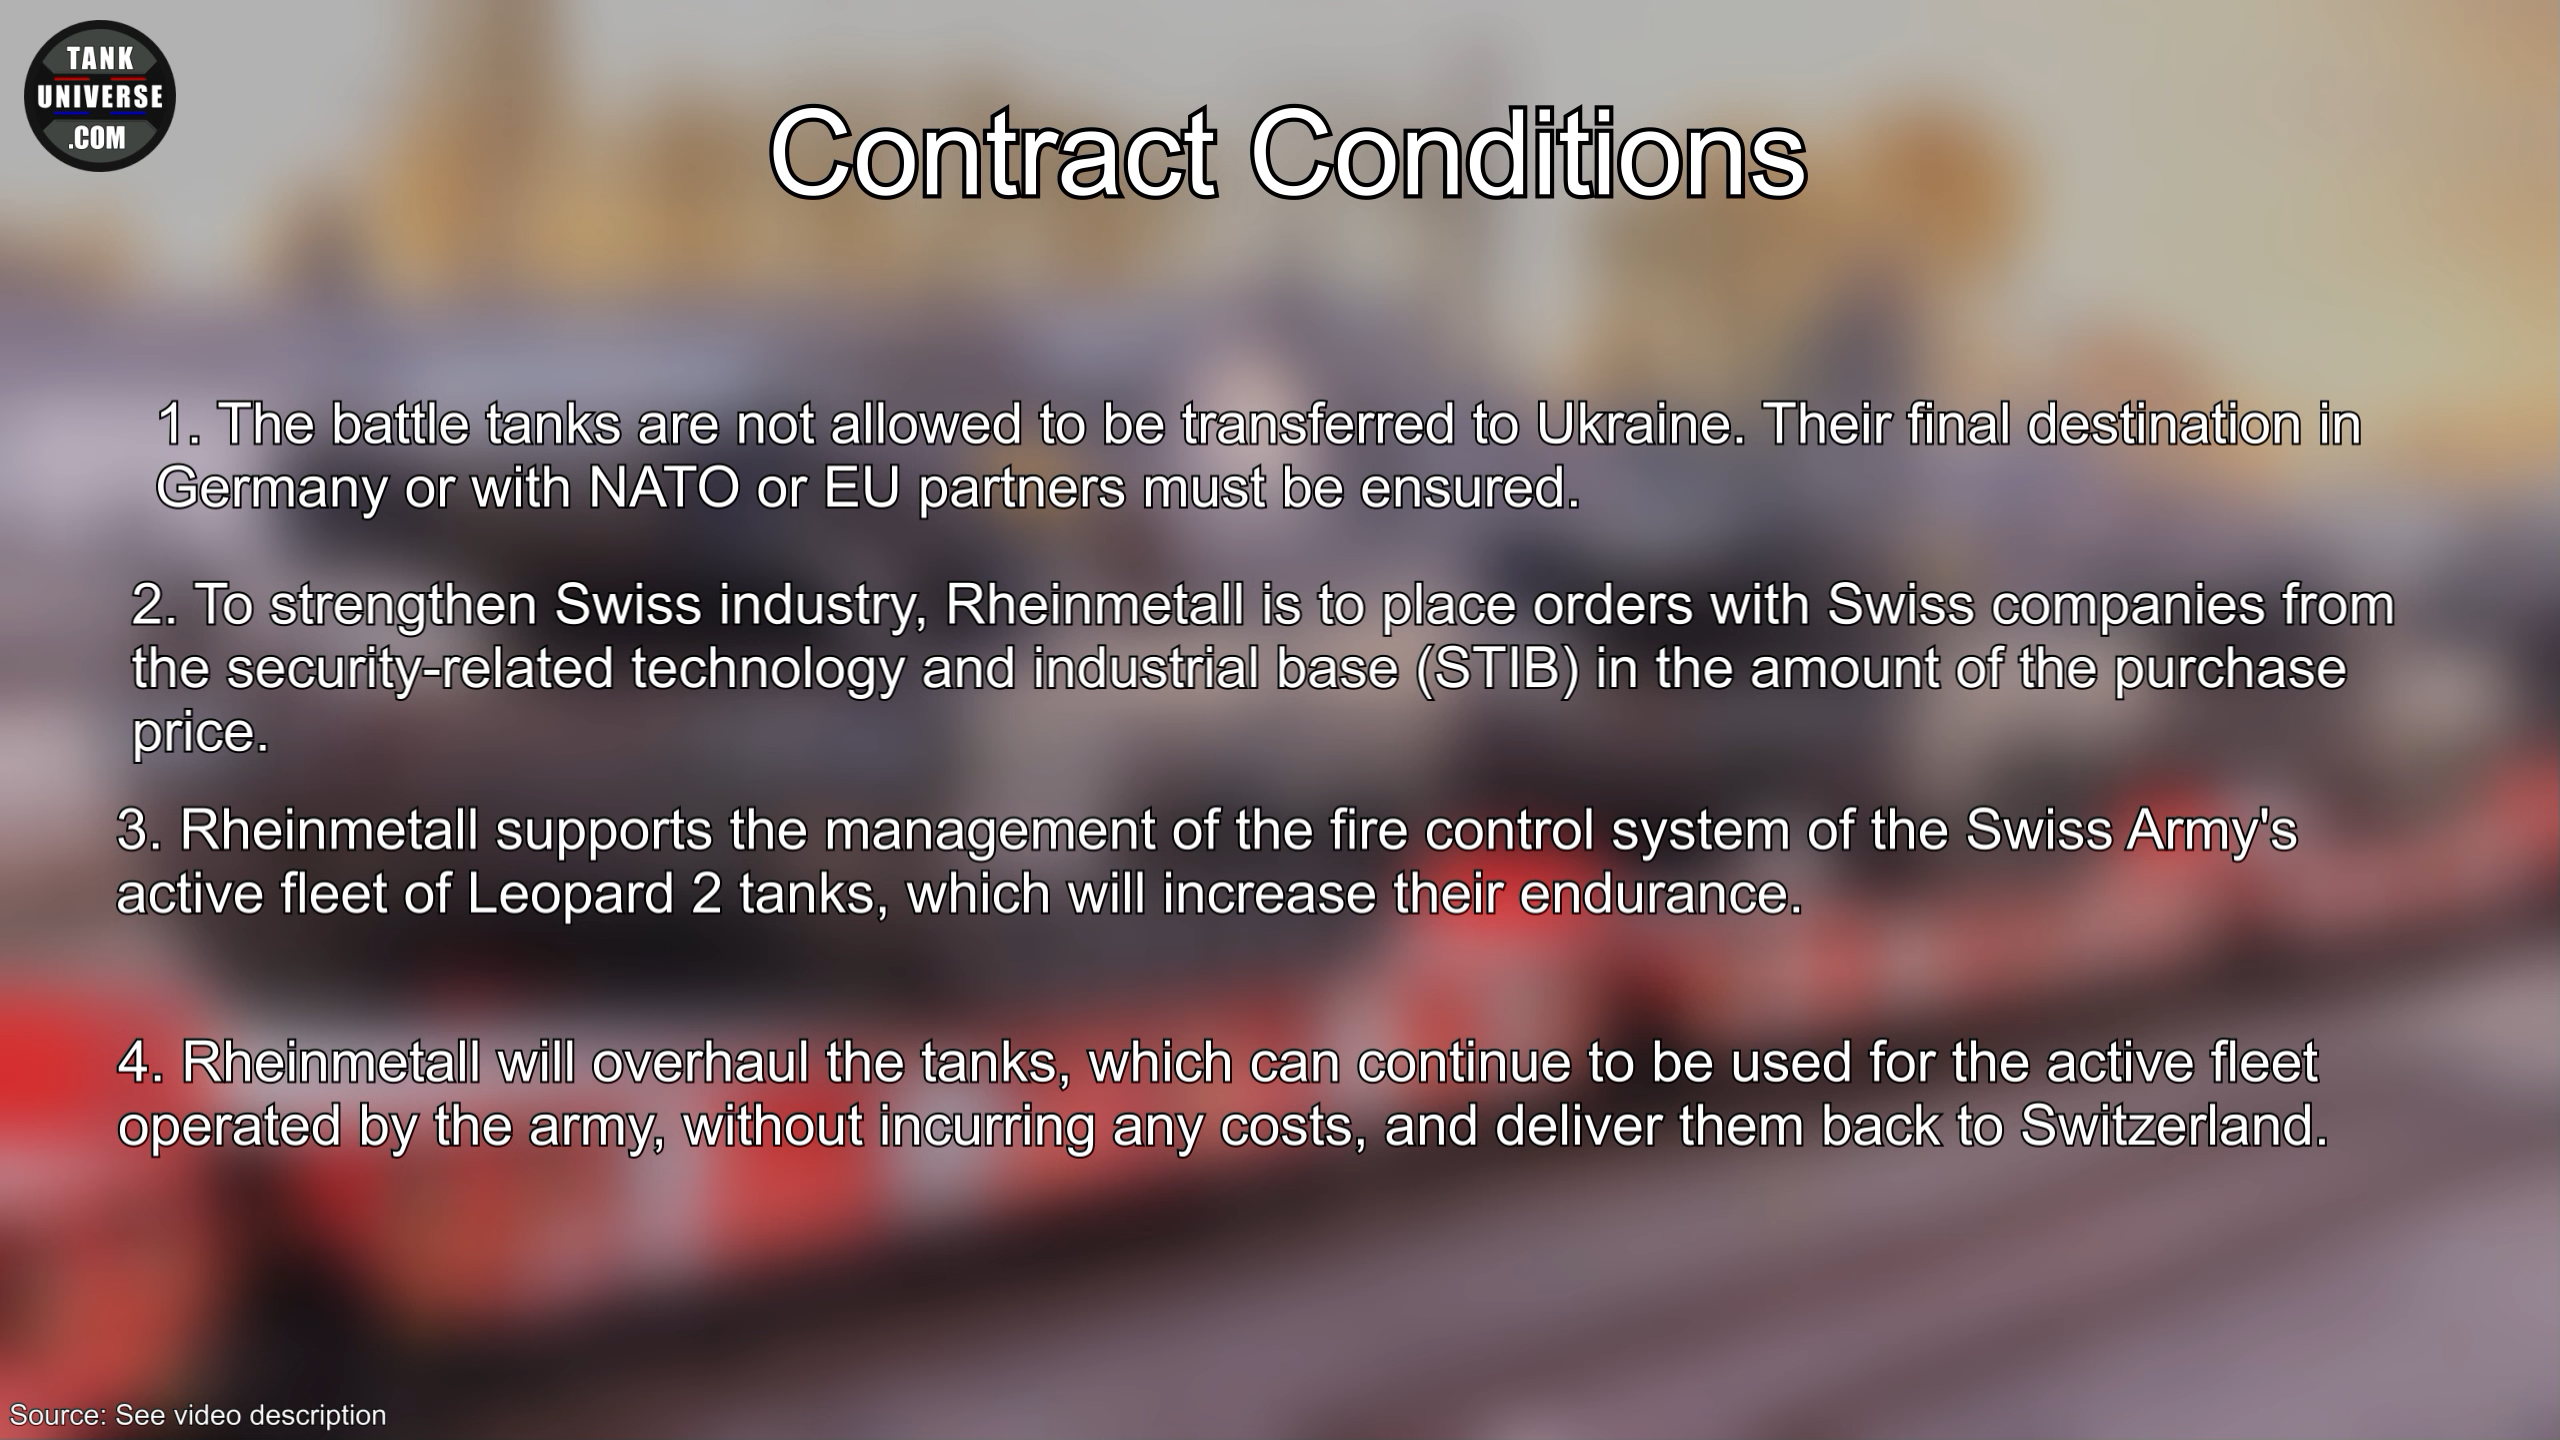 TANK
UNIVERSE
.COM
Contract Conditions
1. The battle tanks are not allowed to be transferred to Ukraine. Their final destination in
Germany or with NATO or EU partners must be ensured.
2. To strengthen Swiss industry, Rheinmetall is to place orders with Swiss companies from
the security-related technology and industrial base (STIB) in the amount of the purchase
price.
3. Rheinmetall supports the management of the fire control system of the Swiss Army's
active fleet of Leopard 2 tanks, which will increase their endurance.
4. Rheinmetall will overhaul the tanks, which can continue to be used for the active fleet
operated by the army, without incurring any costs, and deliver them back to Switzerland.
Source: See video description